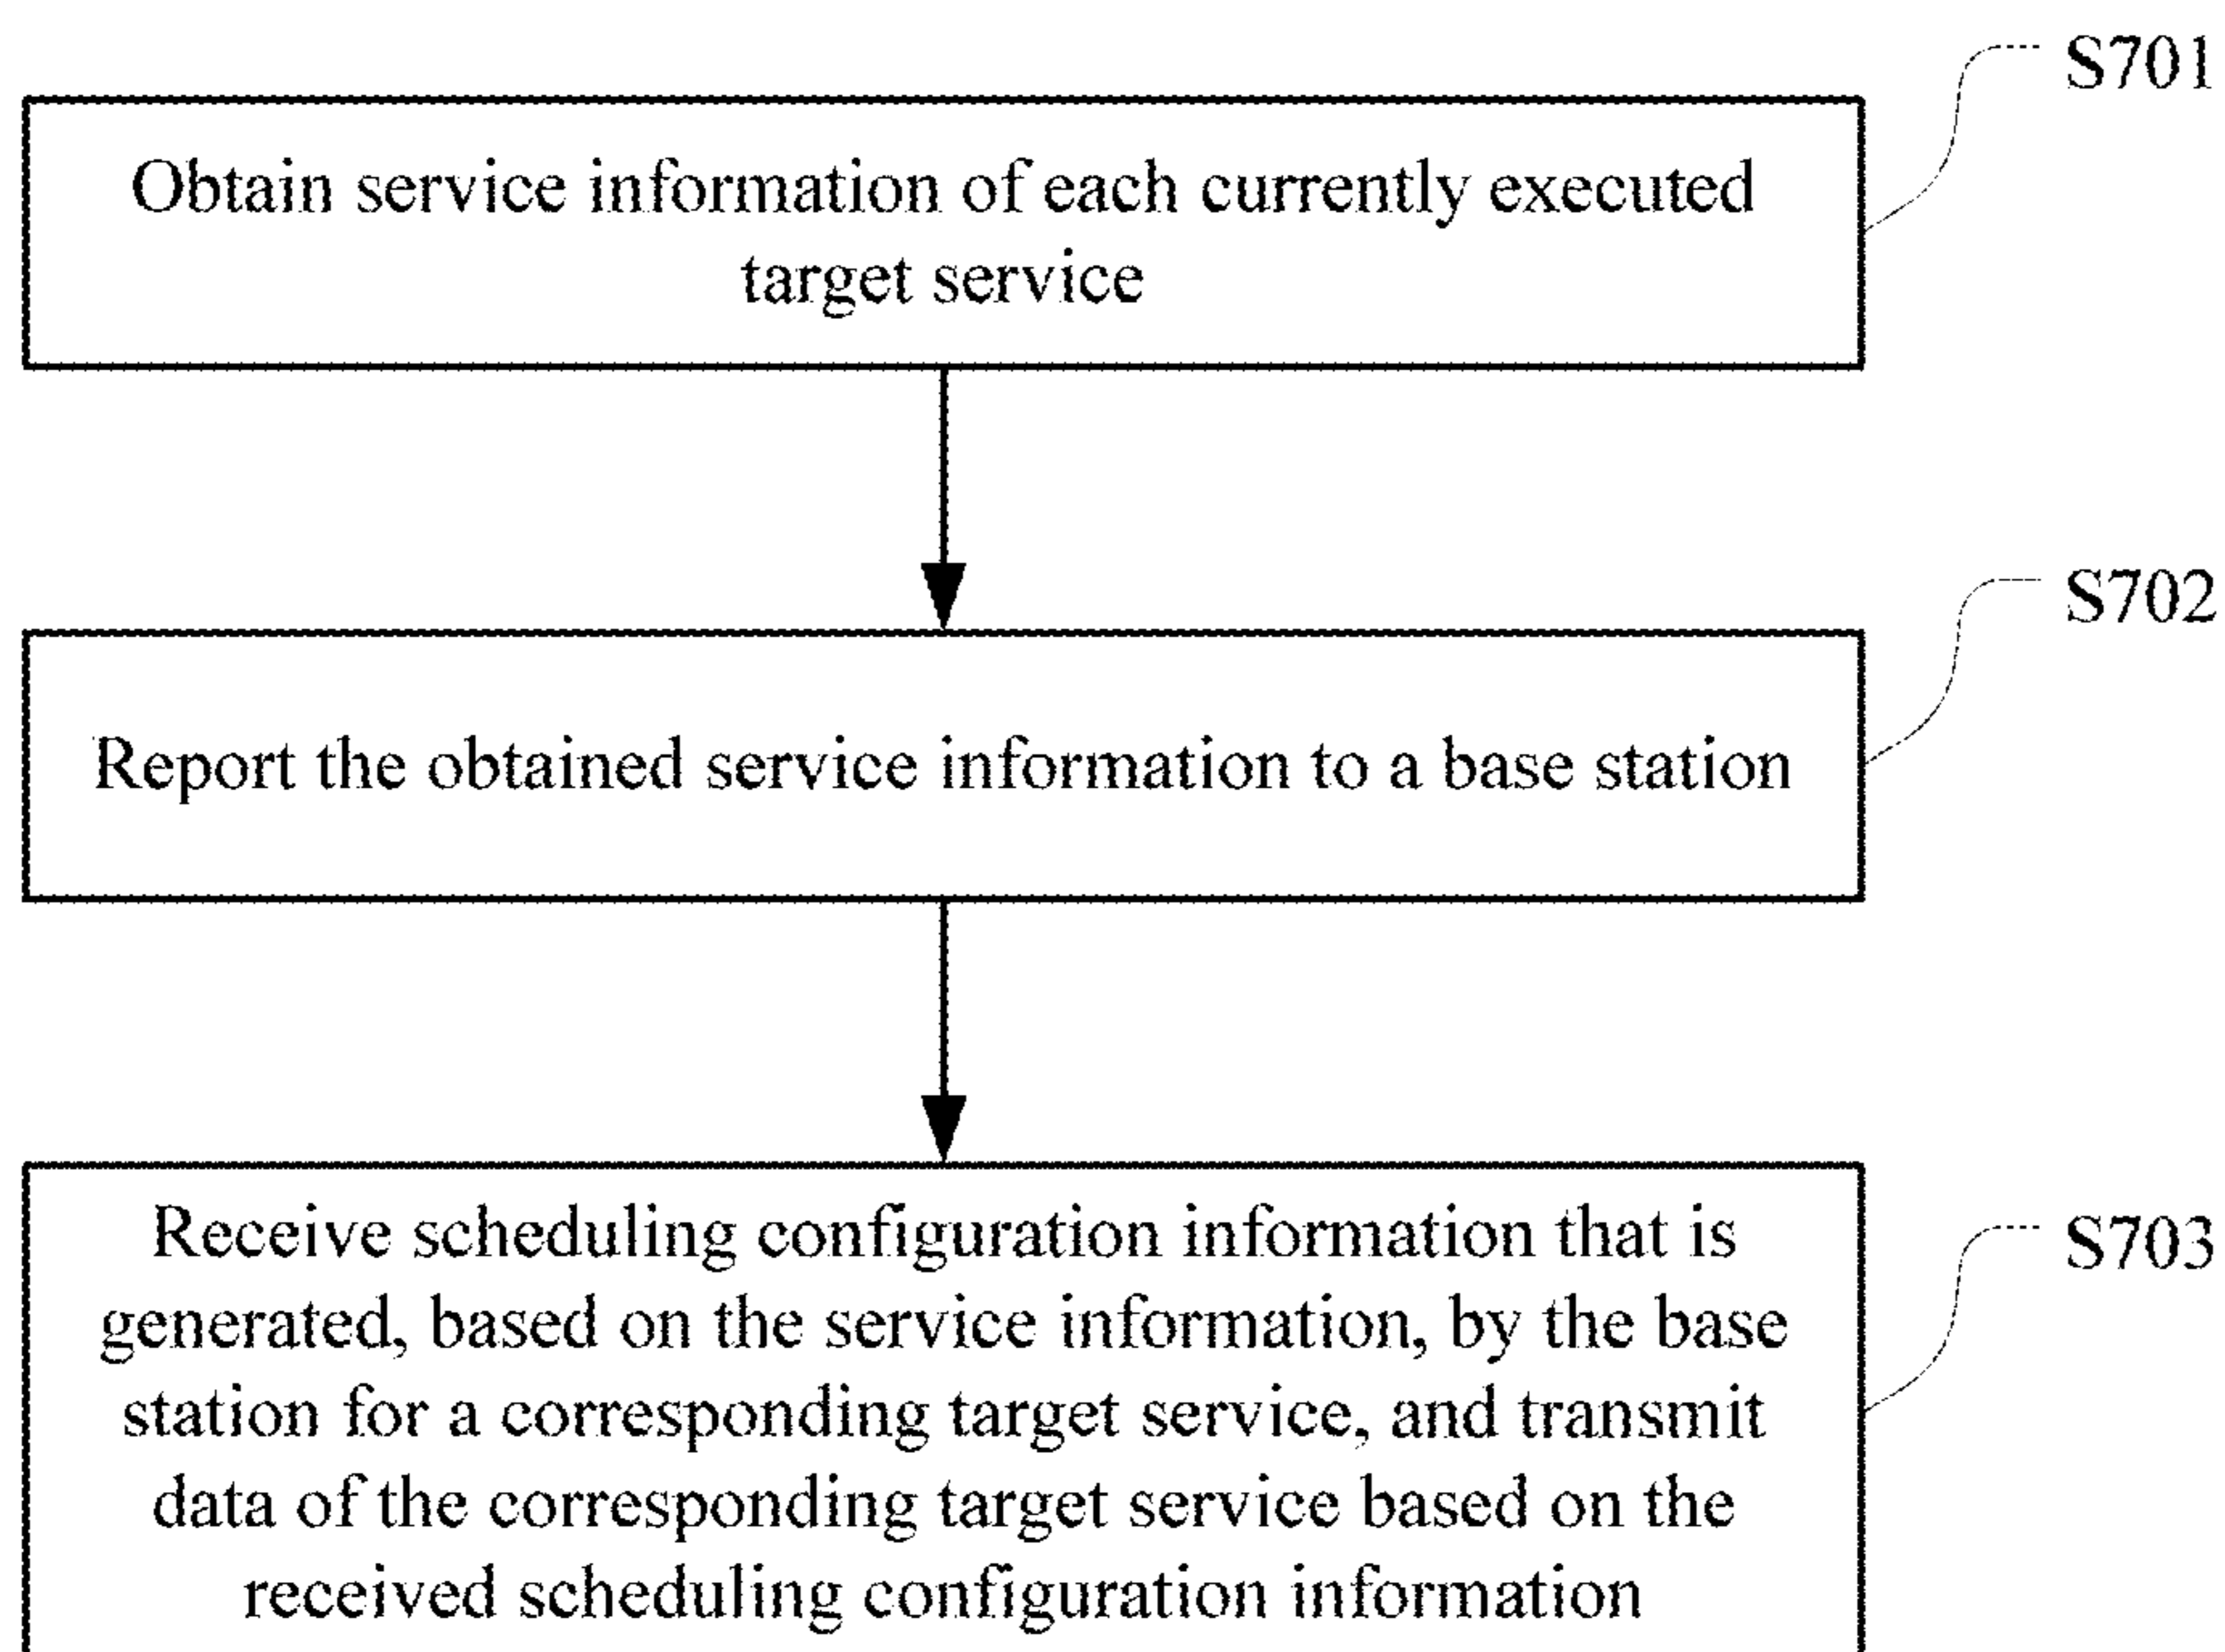 S701
Obtain service information of each currently executed
target service
S702
Report the obtained service information to a base station
S703
Receive scheduling configuration information that is
generated, based on the service information, by the base
station for a corresponding target service, and transmit
data of the corresponding target service based on the
received scheduling configuration information